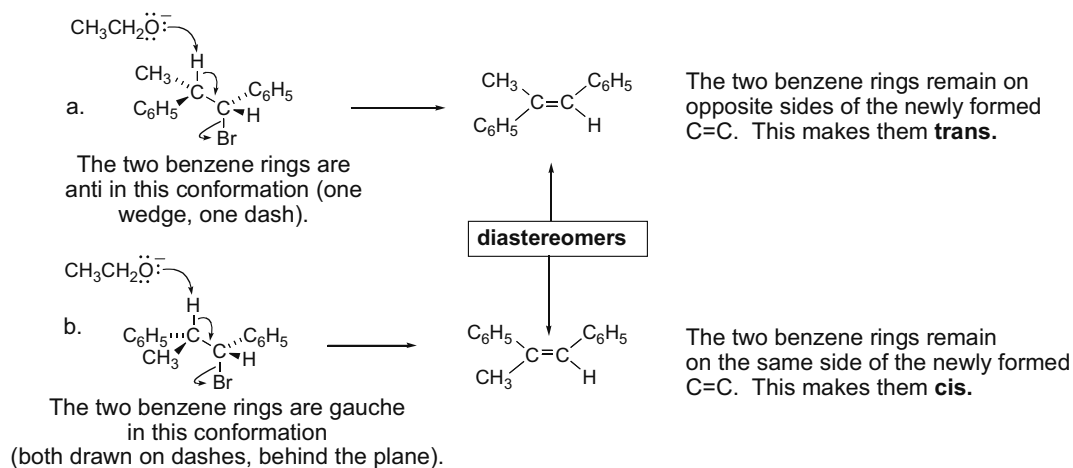 CH3CH2O −
H
CH3
C6H5
C
C6H5
C
H
Br
a.
CH3
C6H5
C=C
C6H5
H
The two benzene rings remain on
opposite sides of the newly formed
C=C. This makes them trans.
The two benzene rings are
anti in this conformation (one
wedge, one dash).
diastereomers
CH3CH2O −
H
b.
C6H5
C
C6H5
CH3
C
H
Br
C6H5
C6H5
C=C
CH3
H
The two benzene rings remain
on the same side of the newly formed
C=C. This makes them cis.
The two benzene rings are gauche
in this conformation
(both drawn on dashes, behind the plane).